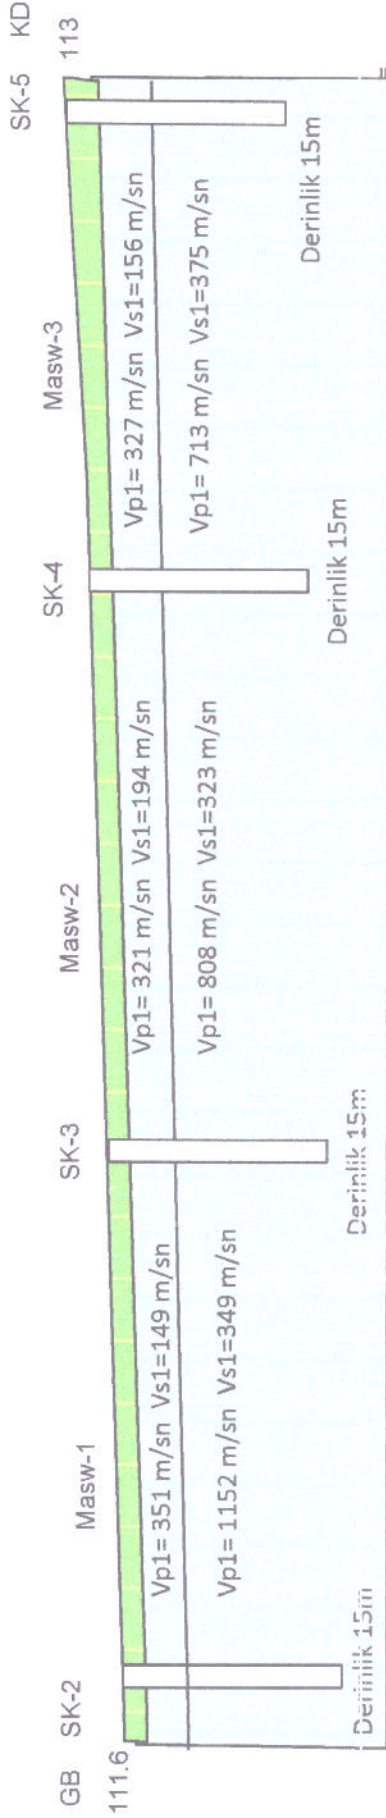 GB SK-2 Masw-1 SK-3 Masw-2 SK-4 Masw-3 SK-5 KD
111.6 113
Vp1= 351 m/sn Vs1=149 m/sn
Vp1= 321 m/sn Vs1=194 m/sn
Vp1= 327 m/sn Vs1=156 m/sn
Vp1= 1152 m/sn Vs1=349 m/sn
Vp1= 808 m/sn Vs1=323 m/sn
Vp1= 713 m/sn Vs1=375 m/sn
Derinlik 15m
Derinlik 15m
Derinlik 15m
Derinlik 15m